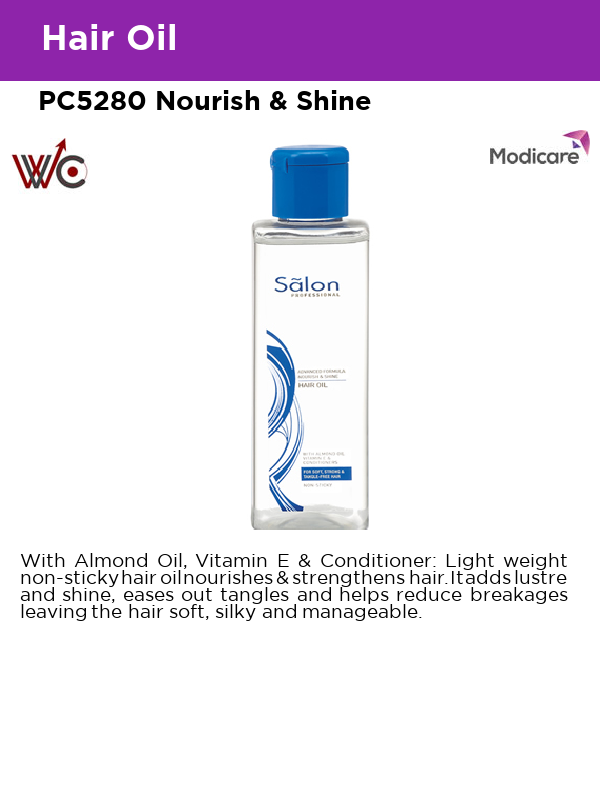 Hair Oil
PC5280 Nourish & Shine
WC
Modicare
Sãlon
PROFESSIONAL
ADVANCED FORMULA
NOURISH & SHINE
HAIR OIL
WITH ALMOND OIL,
VITAMIN E &
CONDITIONERS
FOR SOFT, STRONG &
TANGLE-FREE HAIR
NON STICKY
With Almond Oil, Vitamin E & Conditioner: Light weight
non-sticky hair oil nourishes & strengthens hair. It adds lustre
and shine, eases out tangles and helps reduce breakages
leaving the hair soft, silky and manageable.